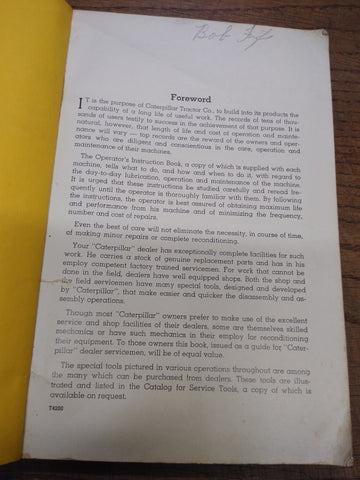 Bob
Foreword
IT is the purpose of Caterpillar Tractor Co., to build into its products the
capability of a long life of useful work. The records of tens of thou-
sands of users testify to success in the achievement of that purpose. It is
natural, however, that length of life and cost of operation and mainte-
nance will vary — top records are the reward of the owners and oper-
ators who are diligent and conscientious in the care, operation and
maintenance of their machines.
The Operator's Instruction Book, a copy of which is supplied with each
machine, tells what to do, and how and when to do it, with regard to
the day-to-day lubrication, operation and maintenance of the machine.
It is urged that these instructions be studied carefully and reread fre-
quently until the operator is thoroughly familiar with them. By following
the instructions, the operator is best assured of obtaining maximum life
and performance from his machine and of minimizing the frequency,
number and cost of repairs.
Even the best of care will not eliminate the necessity, in course of time,
of making minor repairs or complete reconditioning.
Your "Caterpillar" dealer has exceptionally complete facilities for such
work. He carries a stock of genuine replacement parts and has in his
employ competent factory trained servicemen. For work that cannot be
done in the field, dealers have well equipped shops. Both the shop and
the field servicemen have many special tools, designed and developed
by "Caterpillar", that make easier and quicker the disassembly and as-
sembly operations.
Though most "Caterpillar" owners prefer to make use of the excellent
service and shop facilities of their dealers, some are themselves skilled
mechanics or have such mechanics in their employ for reconditioning
their equipment. To those owners this book, issued as a guide for "Cater-
pillar" dealer servicemen, will be of equal value.
The special tools pictured in various operations throughout are among
the many which can be purchased from dealers. These tools are illus-
trated and listed in the Catalog for Service Tools, a copy of which is
available on request.
T4200